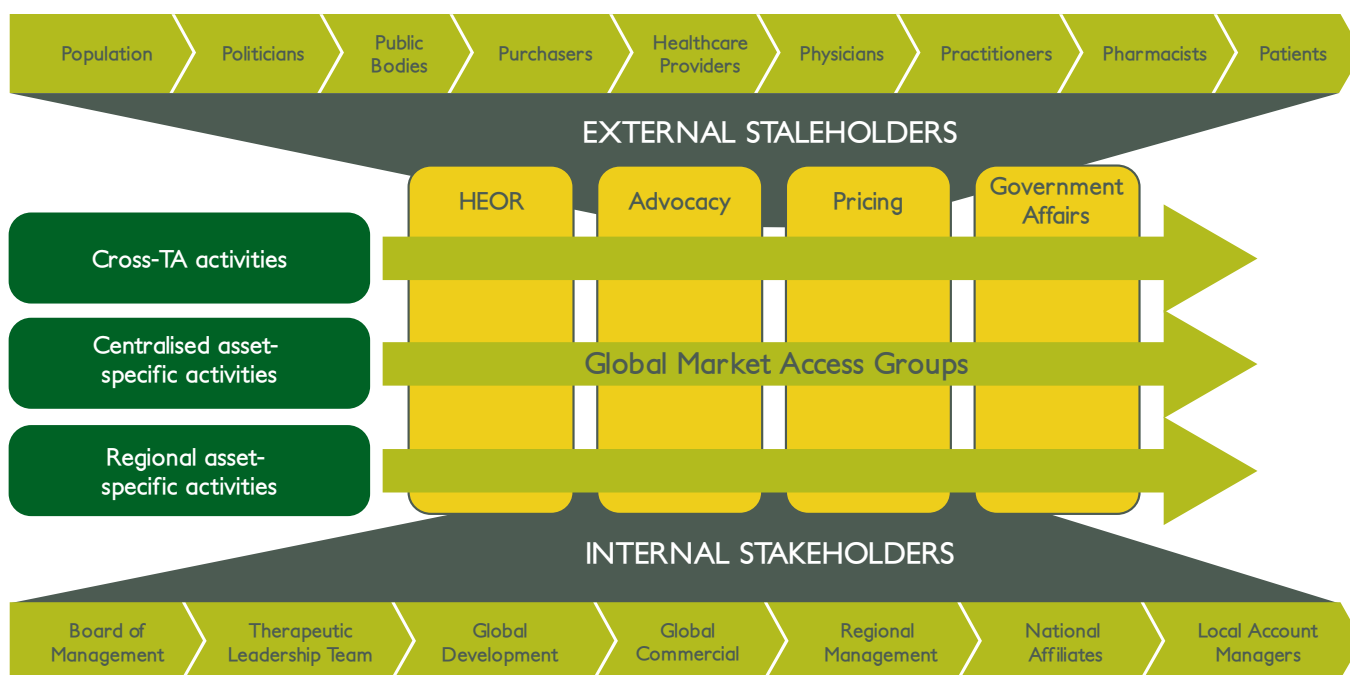 Population
Politicians
Public
Bodies
Purchasers
Healthcare
Providers
Physicians
Practitioners
Pharmacists
Patients
EXTERNAL STALEHOLDERS
HEOR
Advocacy
Pricing
Government
Affairs
Cross-TA activities
Centralised asset-
specific activities
Global Market Access Groups
Regional asset-
specific activities
INTERNAL STAKEHOLDERS
Board of
Management
Therapeutic
Leadership Team
Global
Development
Global
Commercial
Regional
Management
National
Affiliates
Local Account
Managers